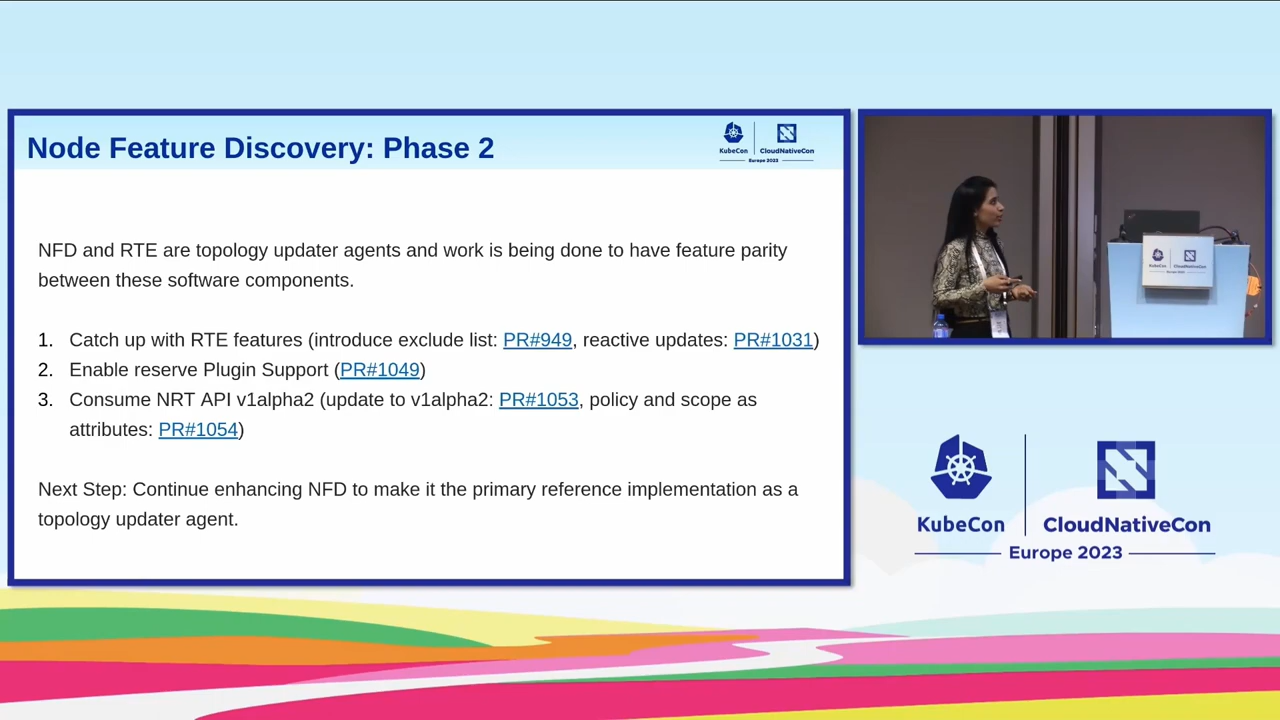 Node Feature Discovery: Phase 2
KubeCon
CloudNativeCon
Europe 2023
NFD and RTE are topology updater agents and work is being done to have feature parity
between these software components.
1. Catch up with RTE features (introduce exclude list: PR#949, reactive updates: PR#1031)
2. Enable reserve Plugin Support (PR#1049)
3. Consume NRT API v1alpha2 (update to v1alpha2: PR#1053, policy and scope as
attributes: PR#1054)
Next Step: Continue enhancing NFD to make it the primary reference implementation as a
topology updater agent.
KubeCon
CloudNativeCon
Europe 2023